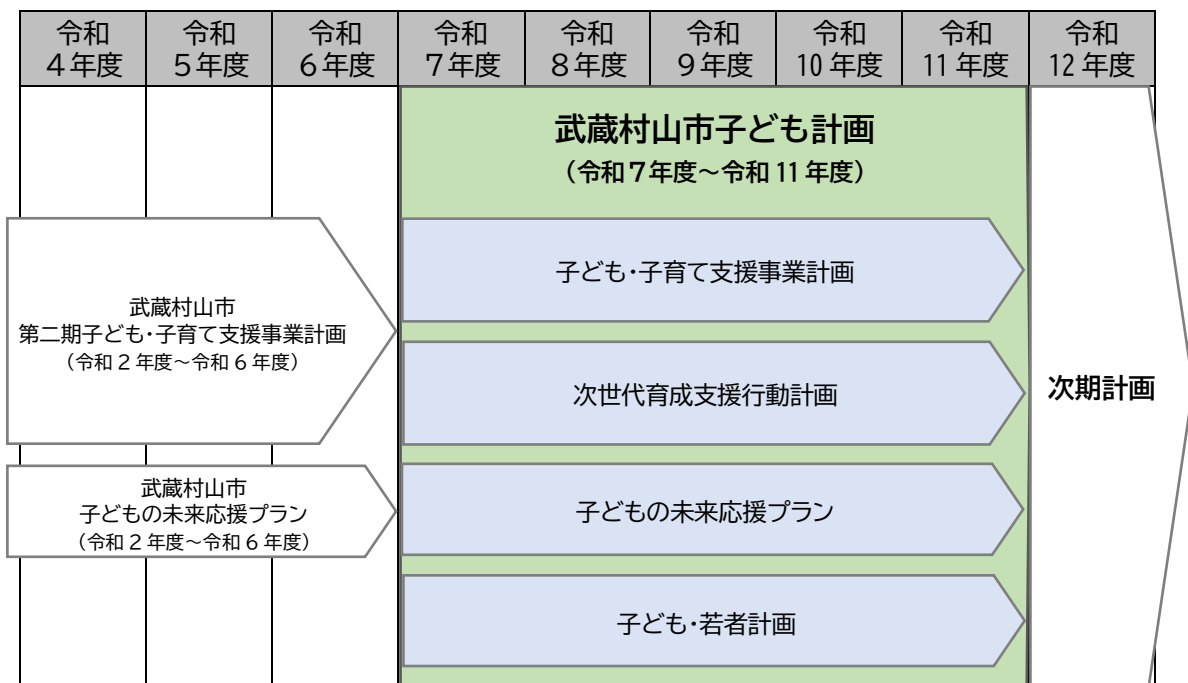 令和
4年度
令和
5年度
令和
6年度
令和
7年度
令和
8年度
令和
9年度
令和
10年度
令和
11年度
令和
12年度
武蔵村山市子ども計画
（令和7年度～令和11年度）
武蔵村山市
第二期子ども・子育て支援事業計画
（令和2年度～令和6年度）
子ども・子育て支援事業計画
次世代育成支援行動計画
次期計画
武蔵村山市
子どもの未来応援プラン
（令和2年度～令和6年度）
子どもの未来応援プラン
子ども・若者計画